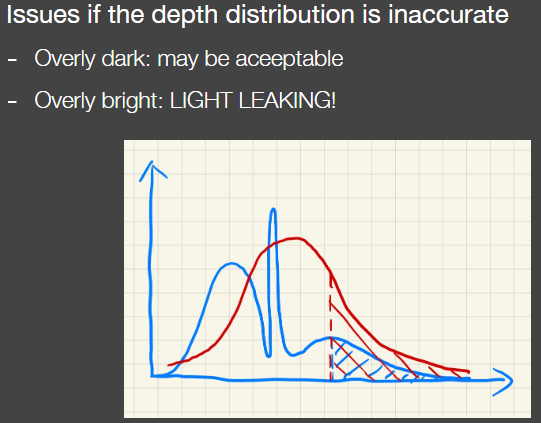 Issues if the depth distribution is inaccurate
- Overly dark: may be aceeptable
- Overly bright: LIGHT LEAKING!